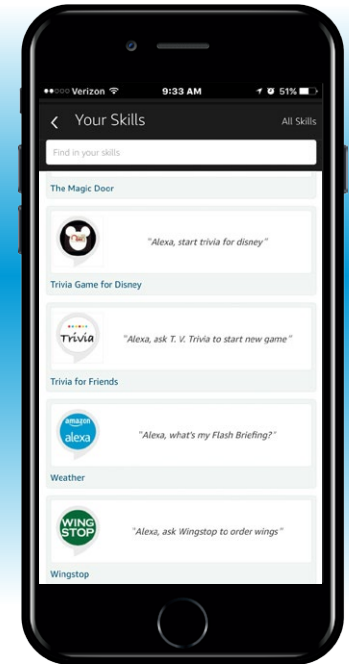 Verizon 9:33 AM 51%
Your Skills All Skills
Find in your skills
The Magic Door
"Alexa, start trivia for disney"
Trivia Game for Disney
Trivia
"Alexa, ask T. V. Trivia to start new game"
Trivia for Friends
amazon
alexa
"Alexa, what's my Flash Briefing?"
Weather
WING
STOP
"Alexa, ask Wingstop to order wings"
Wingstop